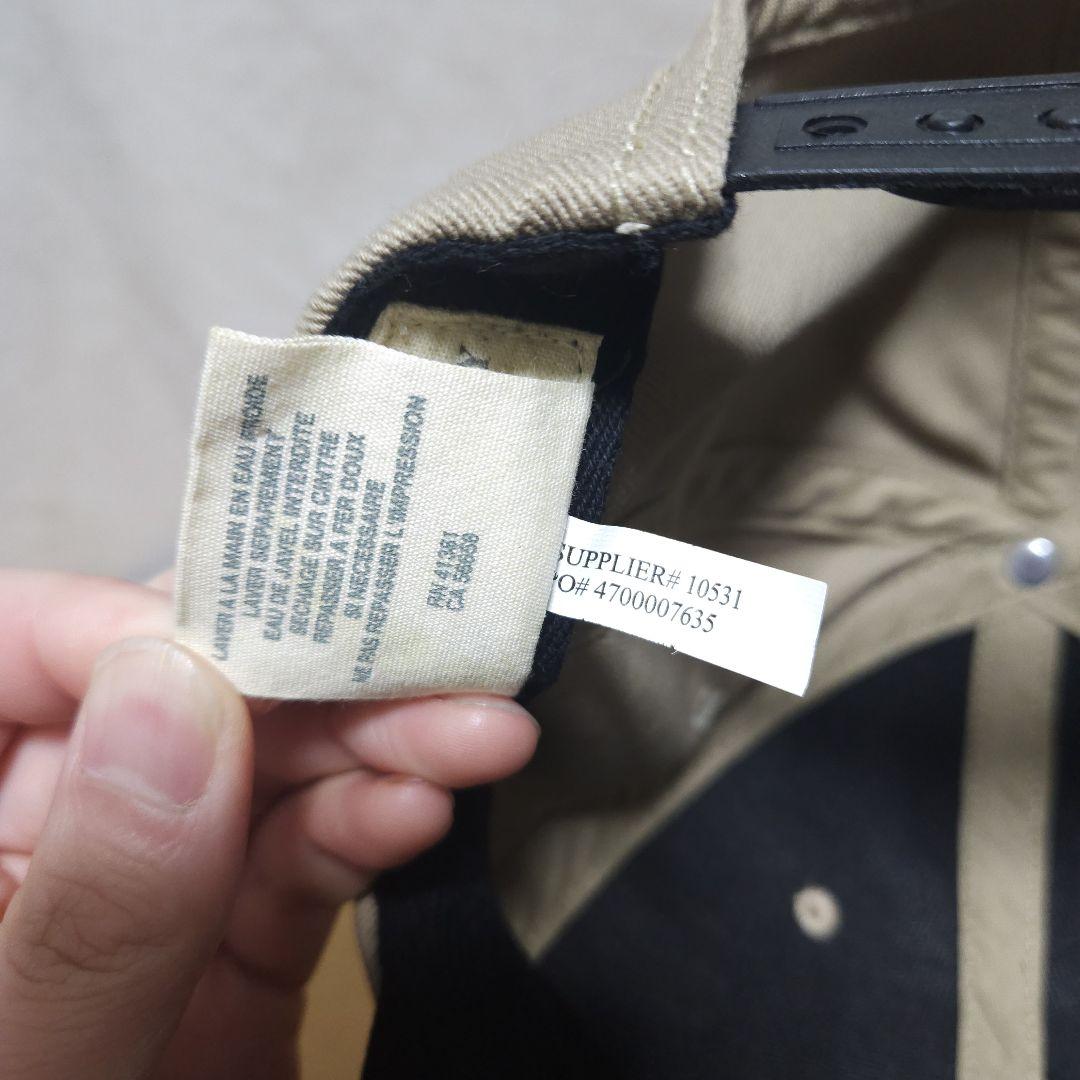 LAVER A LA MAIN EN EAU FROIDE
LAVER SEPAREMENT
EAU DE JAVEL INTERDITE
SECHAGE SUR CINTRE
REPASSER A FER DOUX
SI NECESSAIRE
NE PAS REPASSER L'IMPRESSION
RN 41381
CA 56858
SUPPLIER# 10531
PO# 4700007635